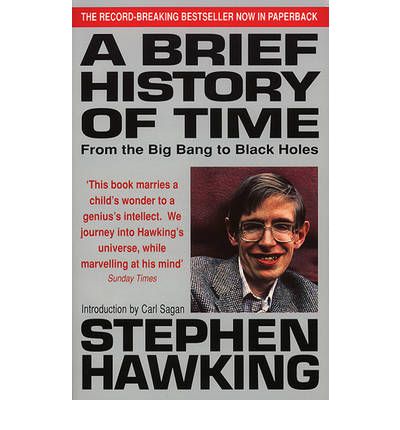 THE RECORD-BREAKING BESTSELLER NOW IN PAPERBACK
A BRIEF
HISTORY
OF TIME
From the Big Bang to Black Holes
‘This book marries a
child’s wonder to a
genius’s intellect. We
journey into Hawking’s
universe, while
marvelling at his mind’
Sunday Times
Introduction by Carl Sagan
STEPHEN
HAWKING